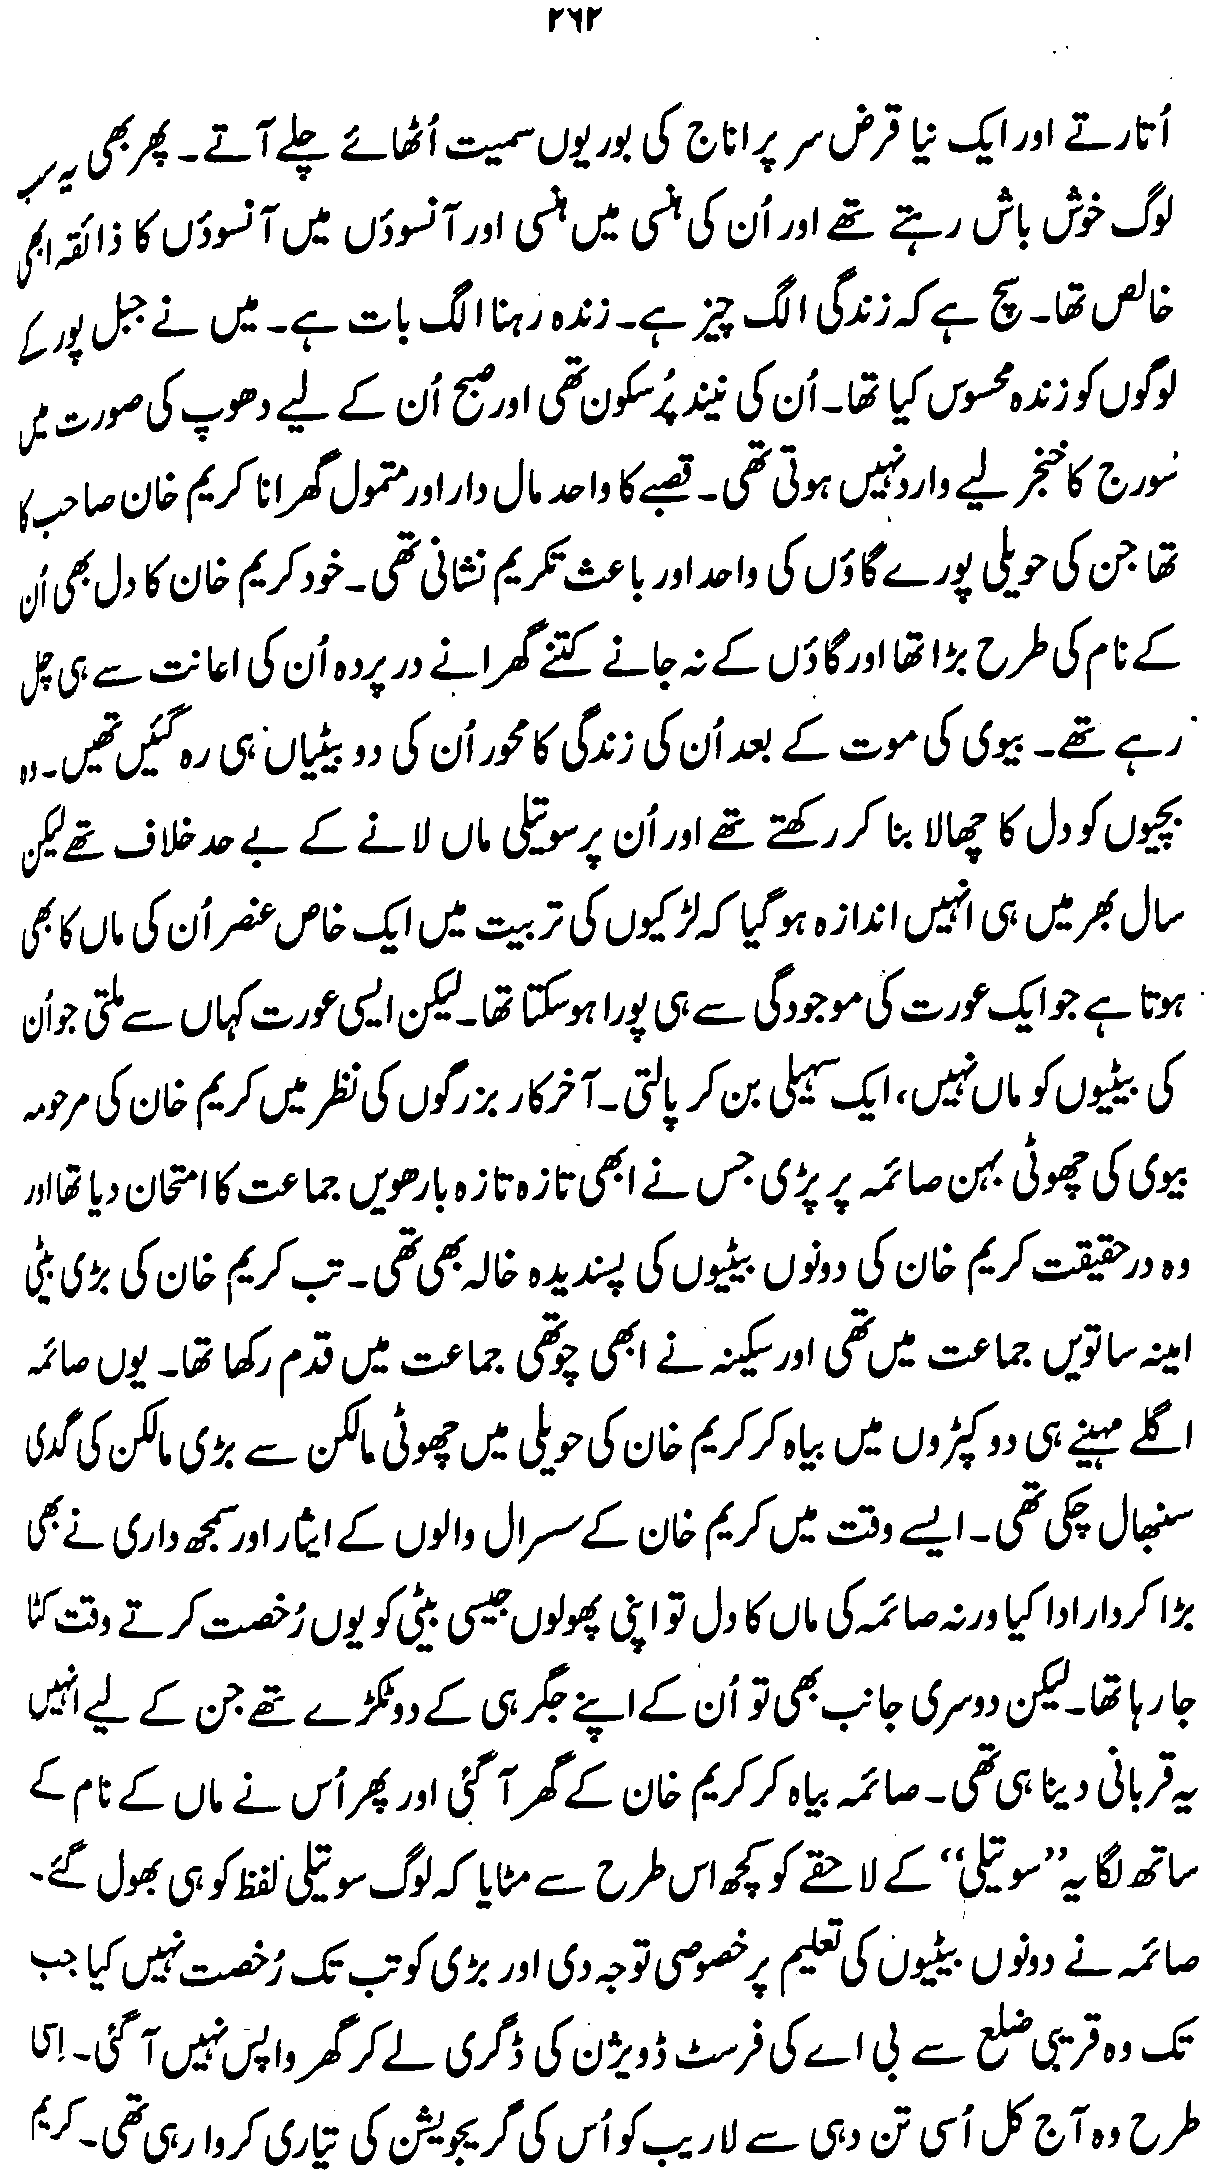 ۲۶۲
اُتارتے اور ایک نیا قرض سر پر اناج کی بوریوں سمیت اُٹھائے چلے آتے۔ پھر بھی یہ سب
لوگ خوش باش رہتے تھے اور اُن کی ہنسی میں ہنسی اور آنسوؤں میں آنسوؤں کا ذائقہ ابھی
خالص تھا۔ سچ ہے کہ زندگی الگ چیز ہے۔ زندہ رہنا الگ بات ہے۔ میں نے جبل پور کے
لوگوں کو زندہ محسوس کیا تھا۔ اُن کی نیند پُرسکون تھی اور صبح اُن کے لیے دھوپ کی صورت میں
سورج کا خنجر لیے وارد نہیں ہوتی تھی۔ قصبے کا واحد مال دار اور متمول گھرانا کریم خان صاحب کا
تھا جن کی حویلی پورے گاؤں کی واحد اور باعث تکریم نشانی تھی۔ خود کریم خان کا دل بھی اُن
کے نام کی طرح بڑا تھا اور گاؤں کے نہ جانے کتنے گھرانے در پردہ اُن کی اعانت سے ہی چل
رہے تھے۔ بیوی کی موت کے بعد اُن کی زندگی کا محور اُن کی دو بیٹیاں ہی رہ گئیں تھیں۔ وہ
بچیوں کو دل کا چھالا بنا کر رکھتے تھے اور اُن پر سوتیلی ماں لانے کے بے حد خلاف تھے لیکن
سال بھر میں ہی انہیں اندازہ ہو گیا کہ لڑکیوں کی تربیت میں ایک خاص عنصر اُن کی ماں کا بھی
ہوتا ہے جو ایک عورت کی موجودگی سے ہی پورا ہو سکتا تھا۔ لیکن ایسی عورت کہاں سے ملتی جو اُن
کی بیٹیوں کو ماں نہیں، ایک سہیلی بن کر پالتی۔ آخر کار بزرگوں کی نظر میں کریم خان کی مرحومہ
بیوی کی چھوٹی بہن صائمہ پر پڑی جس نے ابھی تازہ تازہ بارھویں جماعت کا امتحان دیا تھا اور
وہ در حقیقت کریم خان کی دونوں بیٹیوں کی پسندیدہ خالہ بھی تھی۔ تب کریم خان کی بڑی بیٹی
امینہ ساتویں جماعت میں تھی اور سکینہ نے ابھی چوتھی جماعت میں قدم رکھا تھا۔ یوں صائمہ
اگلے مہینے ہی دو کپڑوں میں بیاہ کر کریم خان کی حویلی میں چھوٹی مالکن سے بڑی مالکن کی گدی
سنبھال چکی تھی۔ ایسے وقت میں کریم خان کے سسرال والوں کے ایثار اور سمجھ داری نے بھی
بڑا کردار ادا کیا ورنہ صائمہ کی ماں کا دل تو اپنی پھولوں جیسی بیٹی کو یوں رُخصت کرتے وقت کٹا
جا رہا تھا۔ لیکن دوسری جانب بھی تو اُن کے اپنے جگر ہی کے دو ٹکڑے تھے جن کے لیے انہیں
یہ قربانی دینا ہی تھی۔ صائمہ بیاہ کر کریم خان کے گھر آ گئی اور پھر اُس نے ماں کے نام کے
ساتھ لگا یہ ”سوتیلی“ کے لاحقے کو کچھ اس طرح سے مٹایا کہ لوگ سوتیلی لفظ کو ہی بھول گئے۔
صائمہ نے دونوں بیٹیوں کی تعلیم پر خصوصی توجہ دی اور بڑی کو تب تک رُخصت نہیں کیا جب
تک وہ قریبی ضلع سے بی اے کی فرسٹ ڈویژن کی ڈگری لے کر گھر واپس نہیں آ گئی۔ اِسی
طرح وہ آج کل اُسی تن دہی سے لاریب کو اُس کی گریجویشن کی تیاری کروا رہی تھی۔ کریم